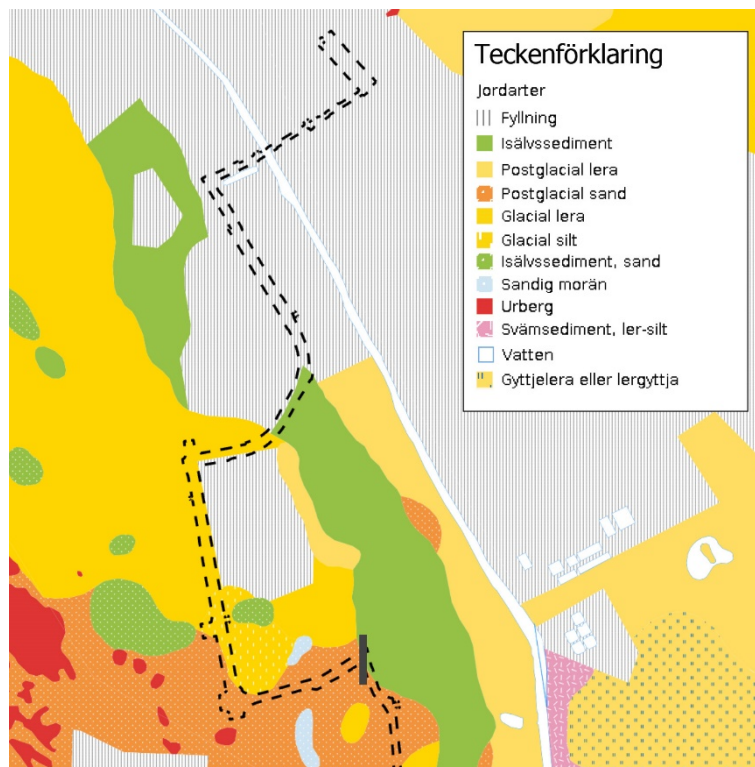 Teckenförklaring
Jordarter
Fyllning
Isälvssediment
Postglacial lera
Postglacial sand
Glacial lera
Glacial silt
Isälvssediment, sand
Sandig morän
Urberg
Svämsediment, ler-silt
Vatten
Gyttjelera eller lergyttja